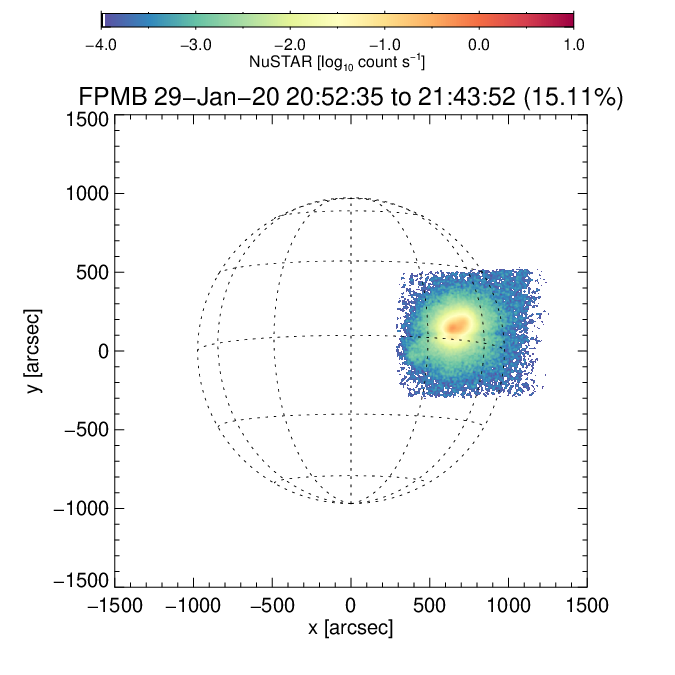 −4.0 −3.0 −2.0 −1.0 0.0 1.0
NuSTAR [log10 count s−1]
FPMB 29−Jan−20 20:52:35 to 21:43:52 (15.11%)
1500
1000
500
0
−500
−1000
−1500
y [arcsec]
−1500 −1000 −500 0 500 1000 1500
x [arcsec]